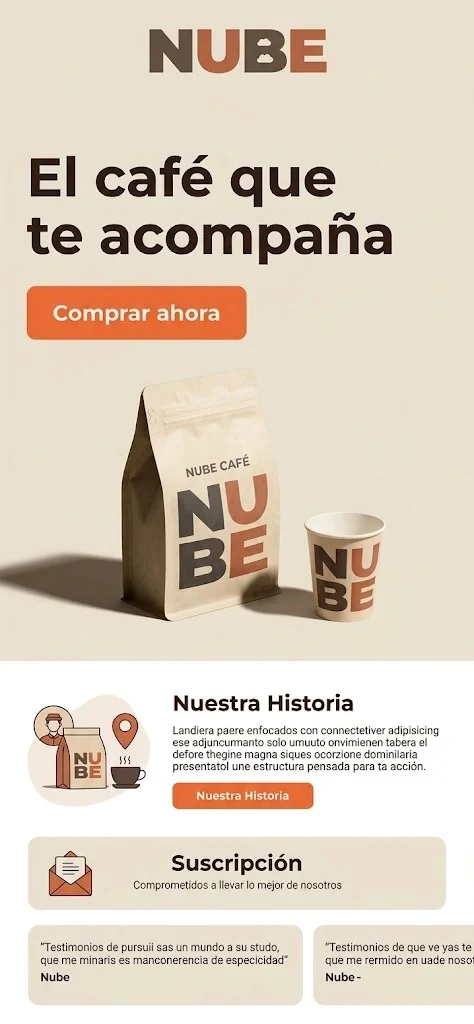 NUBE
El café que
te acompaña
Comprar ahora
NUBE CAFÉ
NU
BE
NU
BE
NU
BE
Nuestra Historia
Landiera paere enfocados con connectetiver adipisicing
ese adjuncumanto solo umuuto onvimienen tabera el
defore thegine magna siques ocorzione dominilaria
presentatol une estructura pensada para ta acción.
Nuestra Historia
Suscripción
Comprometidos a llevar lo mejor de nosotros
"Testimonios de pursuil sas un mundo a su studo,
que me minaris es manconerencia de especicidad"
Nube
"Testimonios de que ve yas te
que me rermido en uade nosot
Nube-